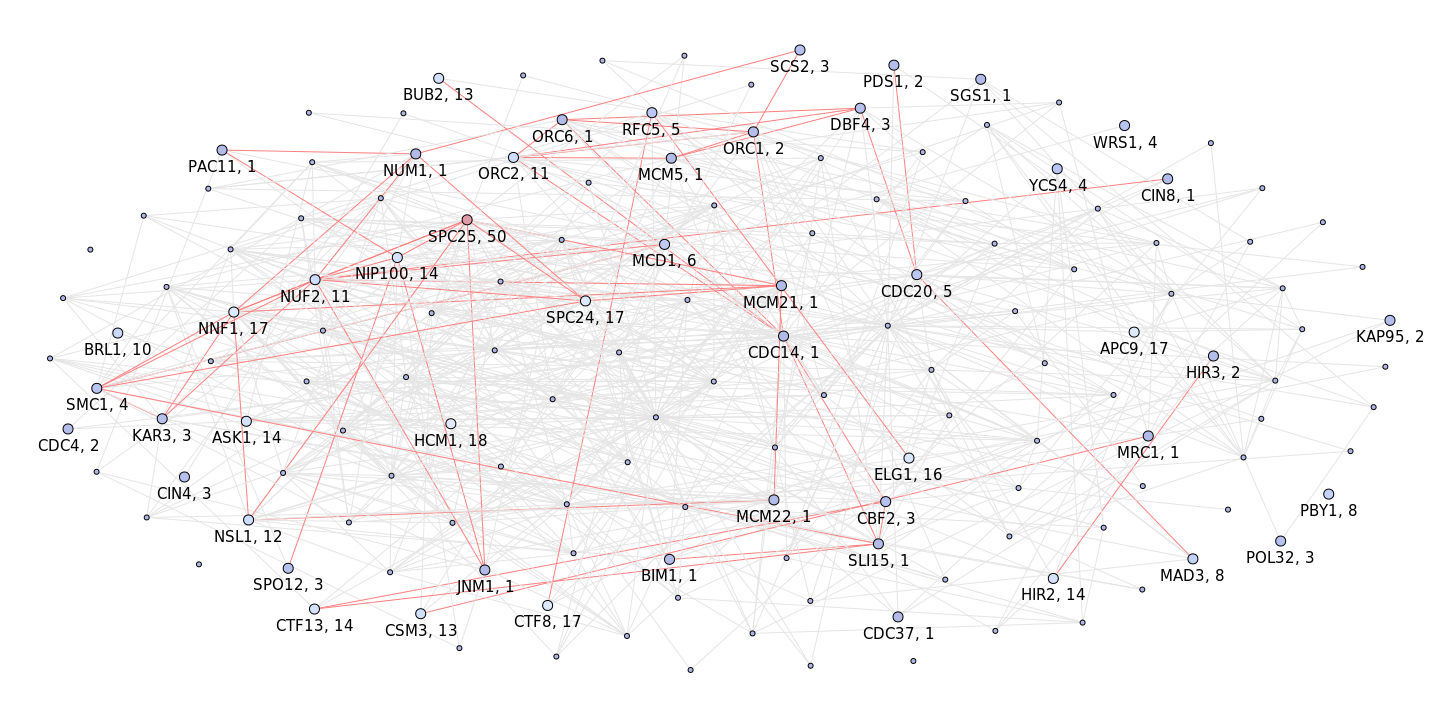 SCS2, 3
PDS1, 2
BUB2, 13
SGS1, 1
ORC6, 1
RFC5, 5
DBF4, 3
ORC1, 2
WRS1, 4
PAC11, 1
NUM1, 1
ORC2, 11
MCM5, 1
YCS4, 4
CIN8, 1
SPC25, 50
MCD1, 6
NIP100, 14
NUF2, 11
CDC20, 5
MCM21, 1
SPC24, 17
NNF1, 17
KAP95, 2
BRL1, 10
CDC14, 1
APC9, 17
HIR3, 2
SMC1, 4
KAR3, 3
ASK1, 14
HCM1, 18
CDC4, 2
MRC1, 1
ELG1, 16
CIN4, 3
PBY1, 8
MCM22, 1
CBF2, 3
NSL1, 12
SLI15, 1
POL32, 3
BIM1, 1
MAD3, 8
SPO12, 3
JNM1, 1
HIR2, 14
CTF13, 14
CSM3, 13
CTF8, 17
CDC37, 1